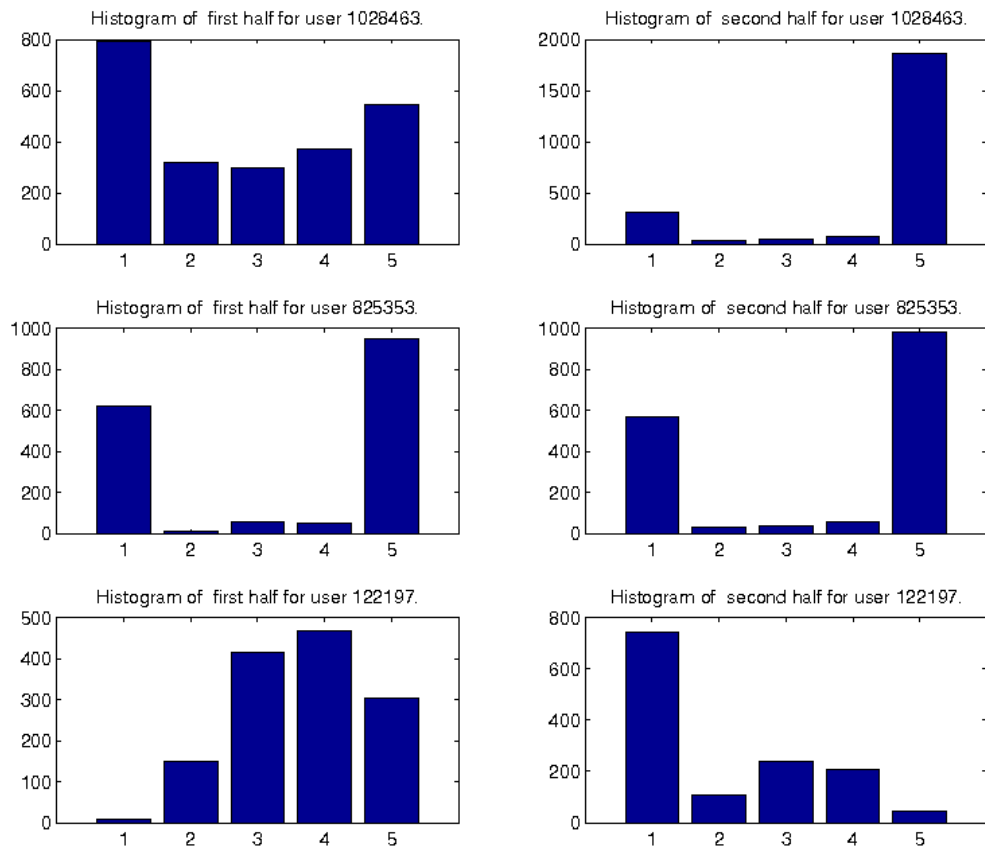 Histogram of first half for user 1028463.
800
600
400
200
0
1 2 3 4 5
Histogram of second half for user 1028463.
2000
1500
1000
500
0
1 2 3 4 5
Histogram of first half for user 825353.
1000
800
600
400
200
0
1 2 3 4 5
Histogram of second half for user 825353.
1000
800
600
400
200
0
1 2 3 4 5
Histogram of first half for user 122197.
500
400
300
200
100
0
1 2 3 4 5
Histogram of second half for user 122197.
800
600
400
200
0
1 2 3 4 5